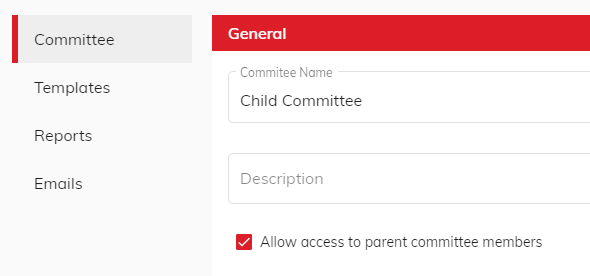 Committee
Templates
Reports
Emails
General
Commitee Name
Child Committee
Description
Allow access to parent committee members